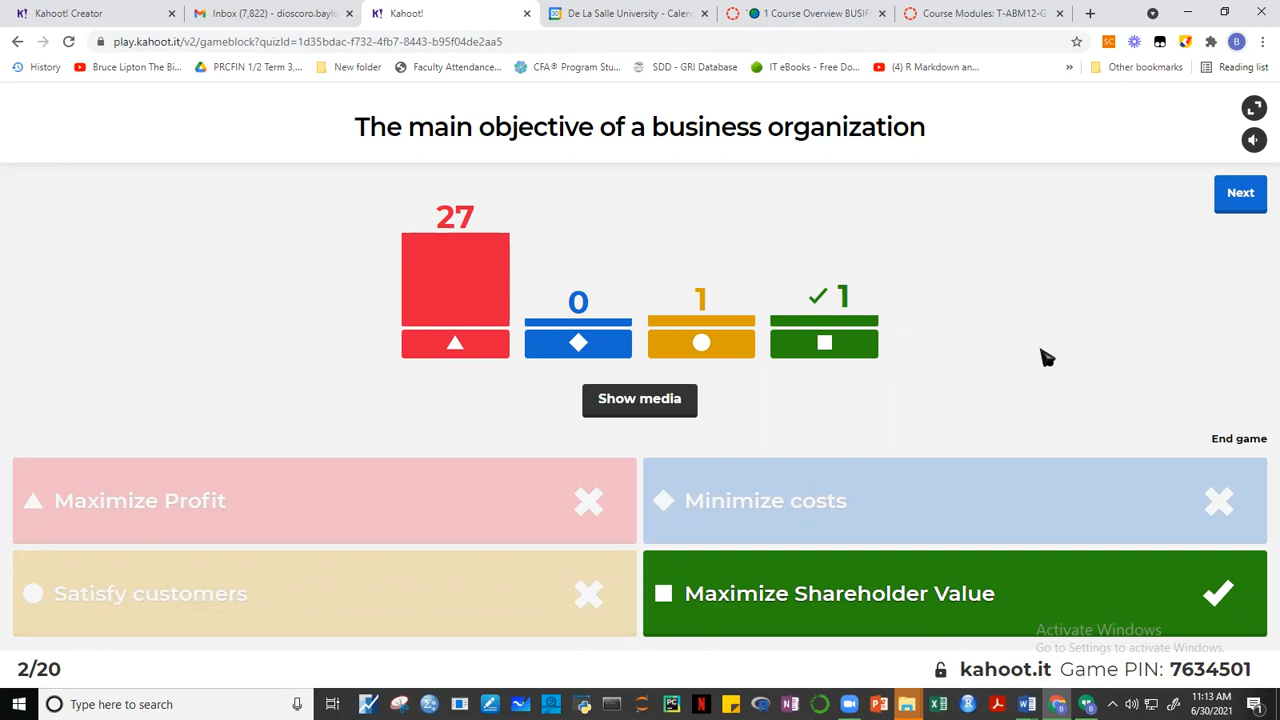 Kahoot! Creator
Inbox (7,822) - dioscoro.baylo
Kahoot!
De La Salle University - Calend
1 Course Overview BUSIF
Course Modules: T-ABM12-G
play.kahoot.it/v2/gameblock?quizId=1d35bdac-f732-4fb7-8443-b95f04de2aa5
SC
B
History
Bruce Lipton The Bi...
PRCFIN 1/2 Term 3,...
New folder
Faculty Attendance...
CFA® Program Stu...
SDD - GRI Database
IT eBooks - Free Do...
(4) R Markdown an...
»
Other bookmarks
Reading list
The main objective of a business organization
Next
27
0
1
1
Show media
End game
Maximize Profit
Minimize costs
Satisfy customers
Maximize Shareholder Value
Activate Windows
Go to Settings to activate Windows.
2/20
kahoot.it Game PIN: 7634501
Type here to search
11:13 AM
6/30/2021